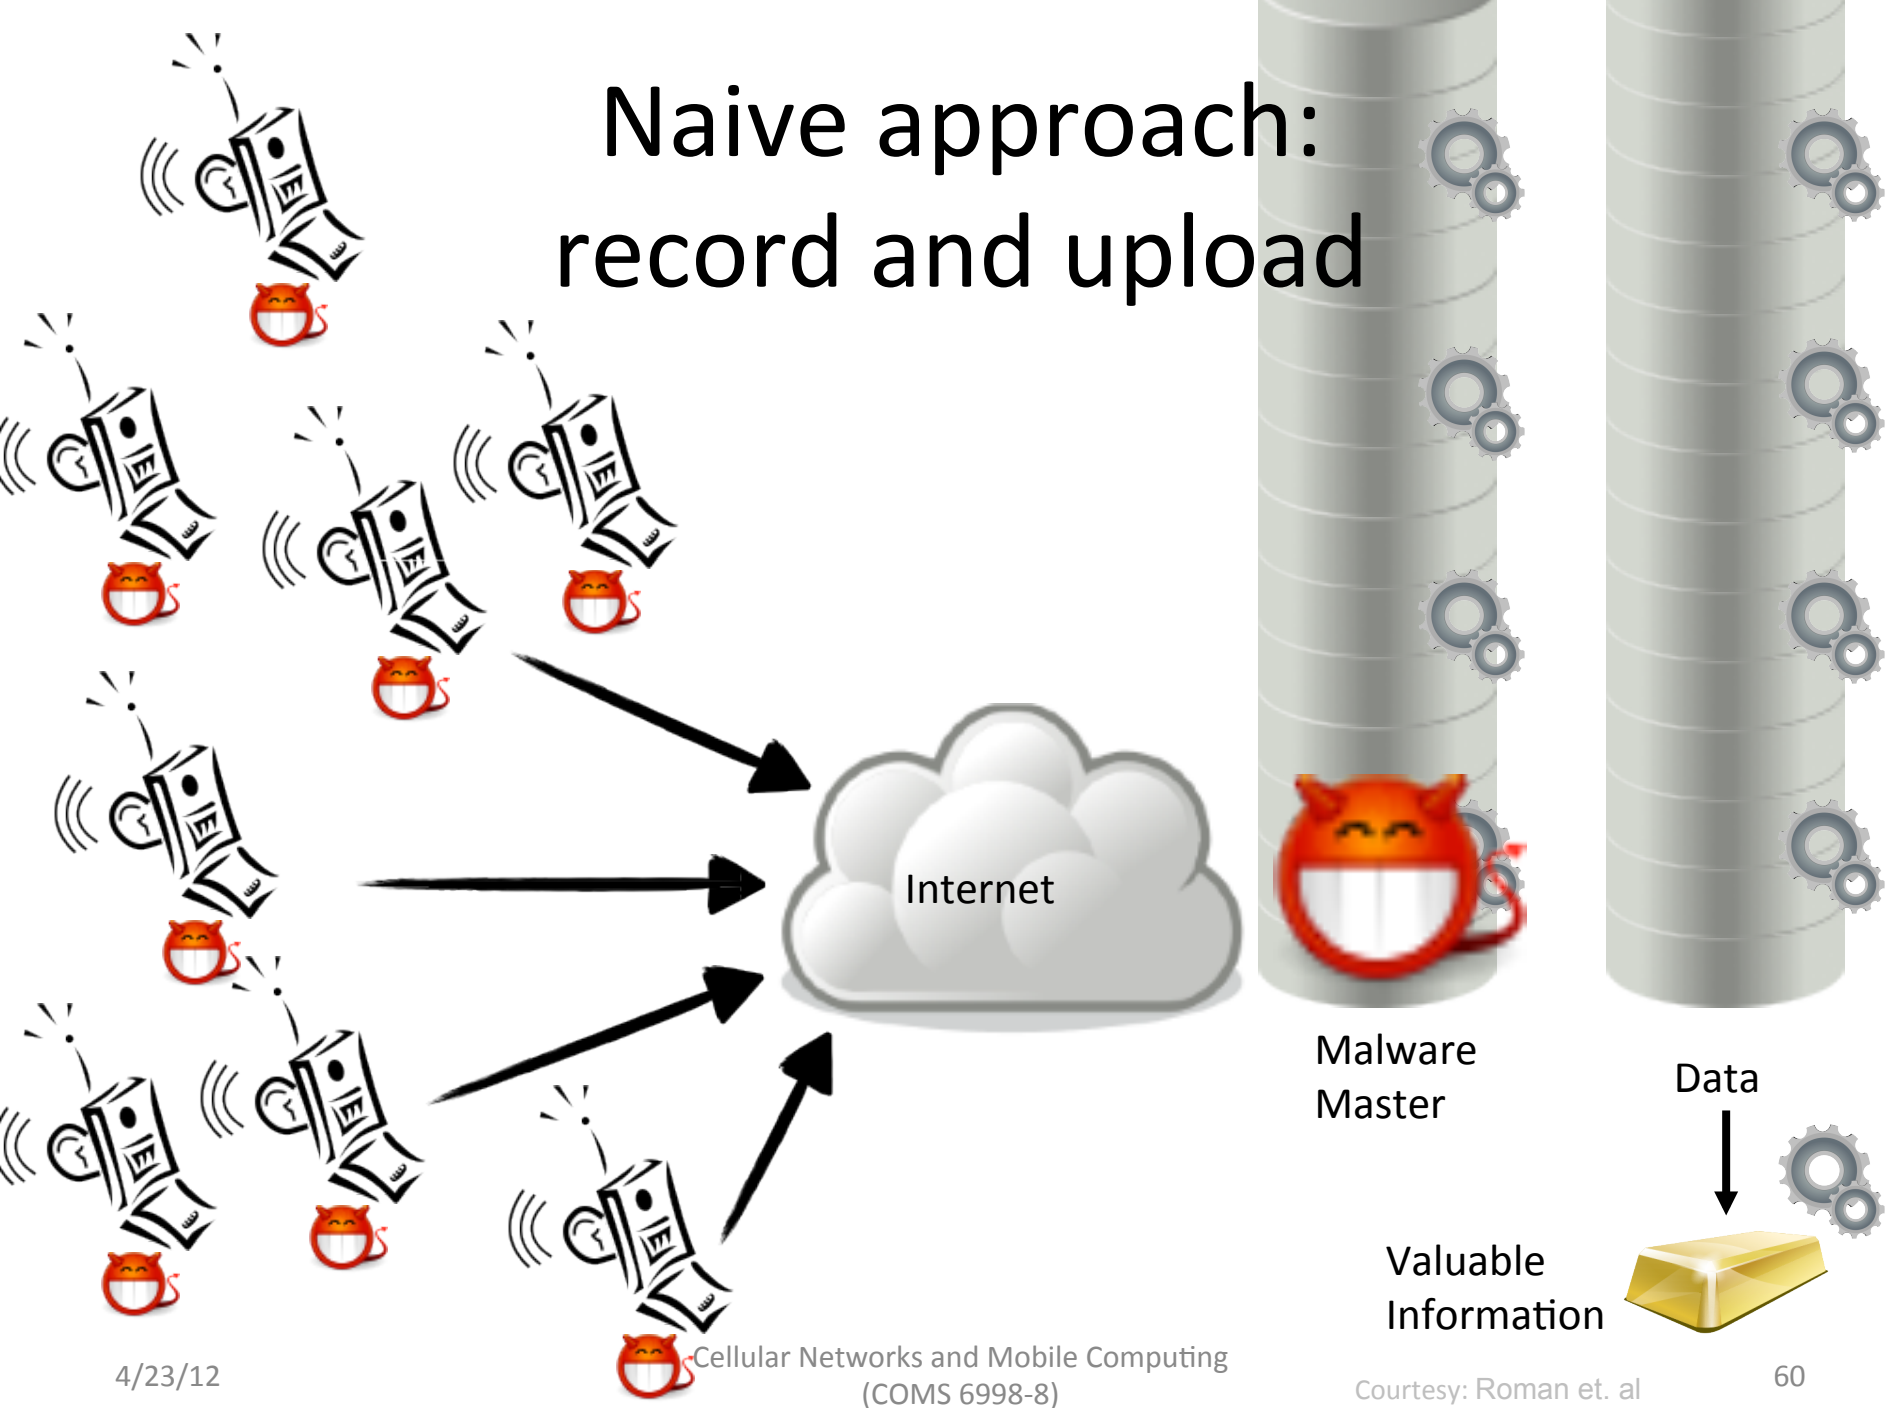 Naive approach:
record and upload
Internet
Malware
Master
Data
Valuable
Information
4/23/12
Cellular Networks and Mobile Computing
(COMS 6998-8)
Courtesy: Roman et. al
60